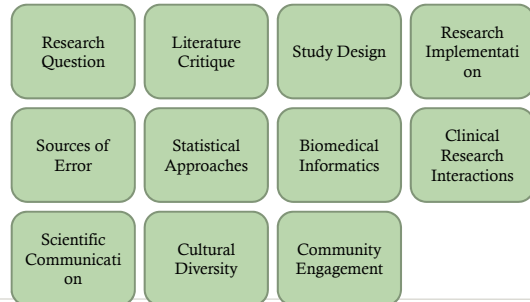 Research
Question
Literature
Critique
Study Design
Research
Implementati
on
Sources of
Error
Statistical
Approaches
Biomedical
Informatics
Clinical
Research
Interactions
Scientific
Communicati
on
Cultural
Diversity
Community
Engagement